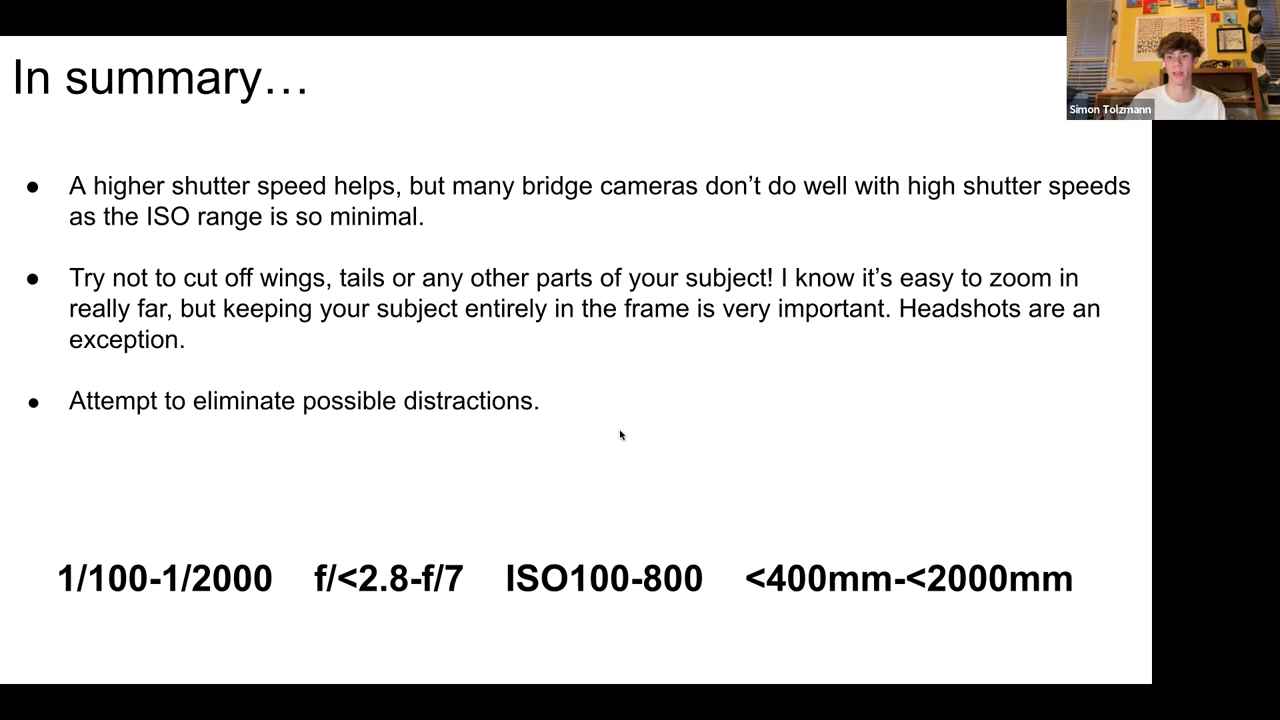 In summary…
Simon Tolzmann
● A higher shutter speed helps, but many bridge cameras don’t do well with high shutter speeds
as the ISO range is so minimal.
● Try not to cut off wings, tails or any other parts of your subject! I know it’s easy to zoom in
really far, but keeping your subject entirely in the frame is very important. Headshots are an
exception.
● Attempt to eliminate possible distractions.
1/100-1/2000 f/<2.8-f/7 ISO100-800 <400mm-<2000mm